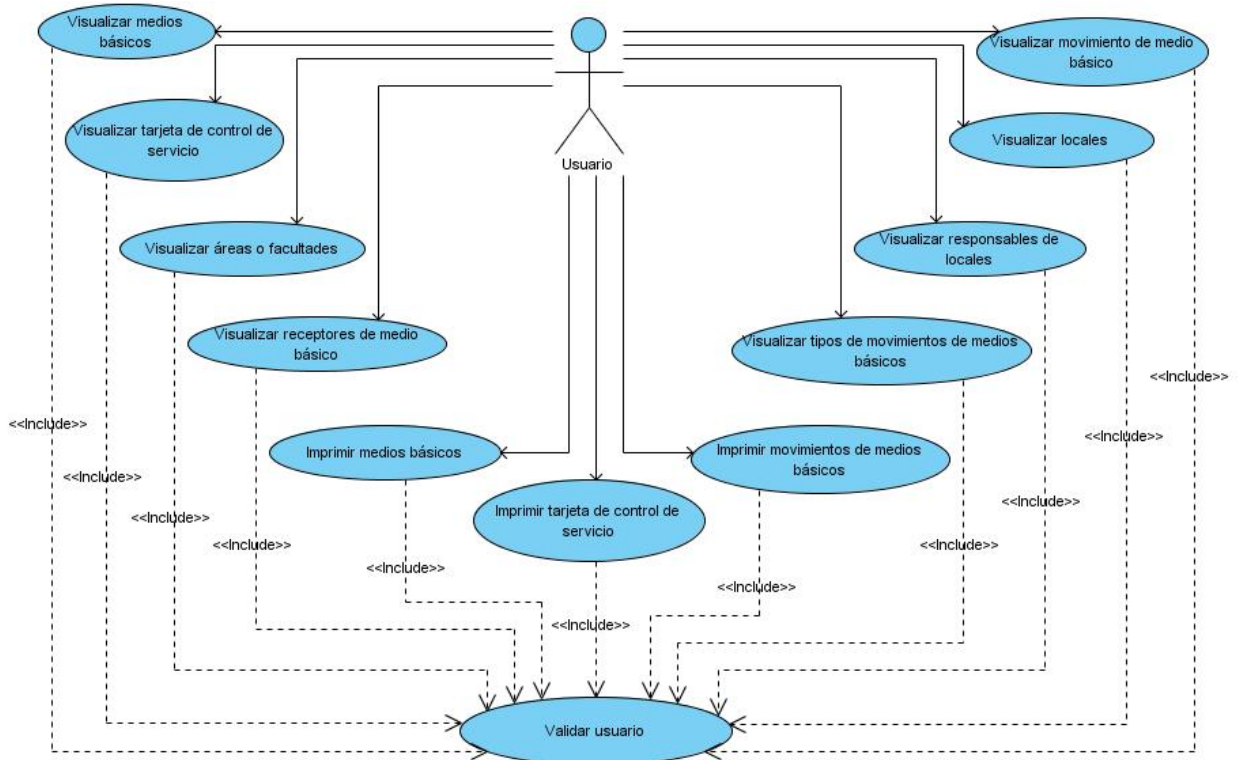 Visualizar medios
básicos
Visualizar movimiento de medio
básico
Visualizar tarjeta de control de
servicio
Visualizar locales
Usuario
Visualizar áreas o facultades
Visualizar responsables de
locales
Visualizar receptores de medio
básico
Visualizar tipos de movimientos de medios
básicos
<<Include>>
<<Include>>
<<Include>>
Imprimir medios básicos
Imprimir movimientos de medios
básicos
<<Include>>
<<Include>>
Imprimir tarjeta de control de
servicio
<<Include>>
<<Include>>
<<Include>>
<<Include>>
<<Include>>
<<Include>>
Validar usuario